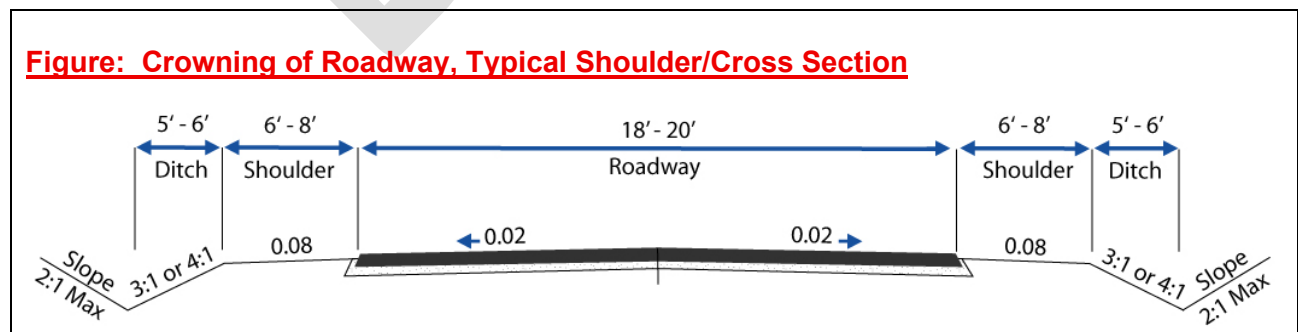 Figure:  Crowning of Roadway, Typical Shoulder/Cross Section
5‘ - 6’ 6‘ - 8’ 18‘ - 20’ 6‘ - 8’ 5‘ - 6’
Ditch Shoulder Roadway Shoulder Ditch
0.08 0.02 0.02 0.08
Slope 3:1 or 4:1 3:1 or 4:1 Slope
2:1 Max 2:1 Max